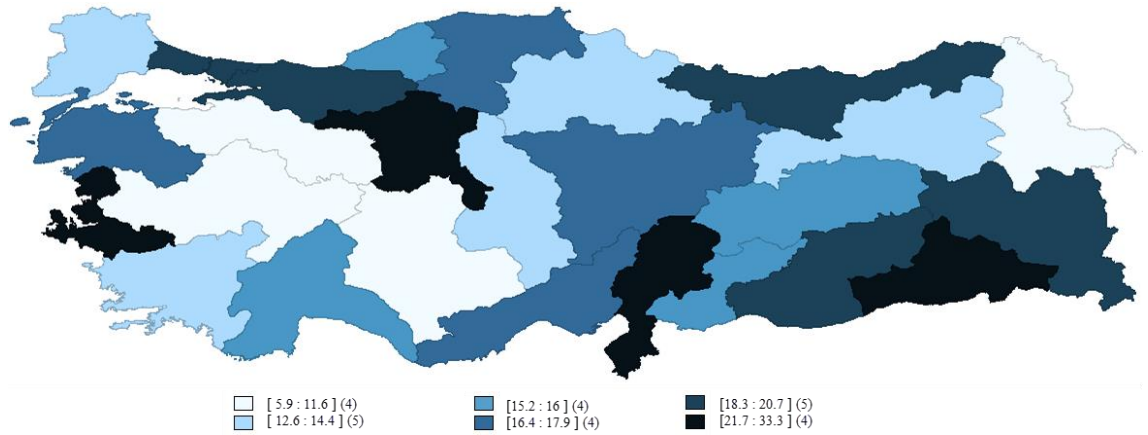 [ 5.9 : 11.6 ] (4)
[15.2 : 16 ] (4)
[18.3 : 20.7 ] (5)
[ 12.6 : 14.4 ] (5)
[16.4 : 17.9 ] (4)
[21.7 : 33.3 ] (4)